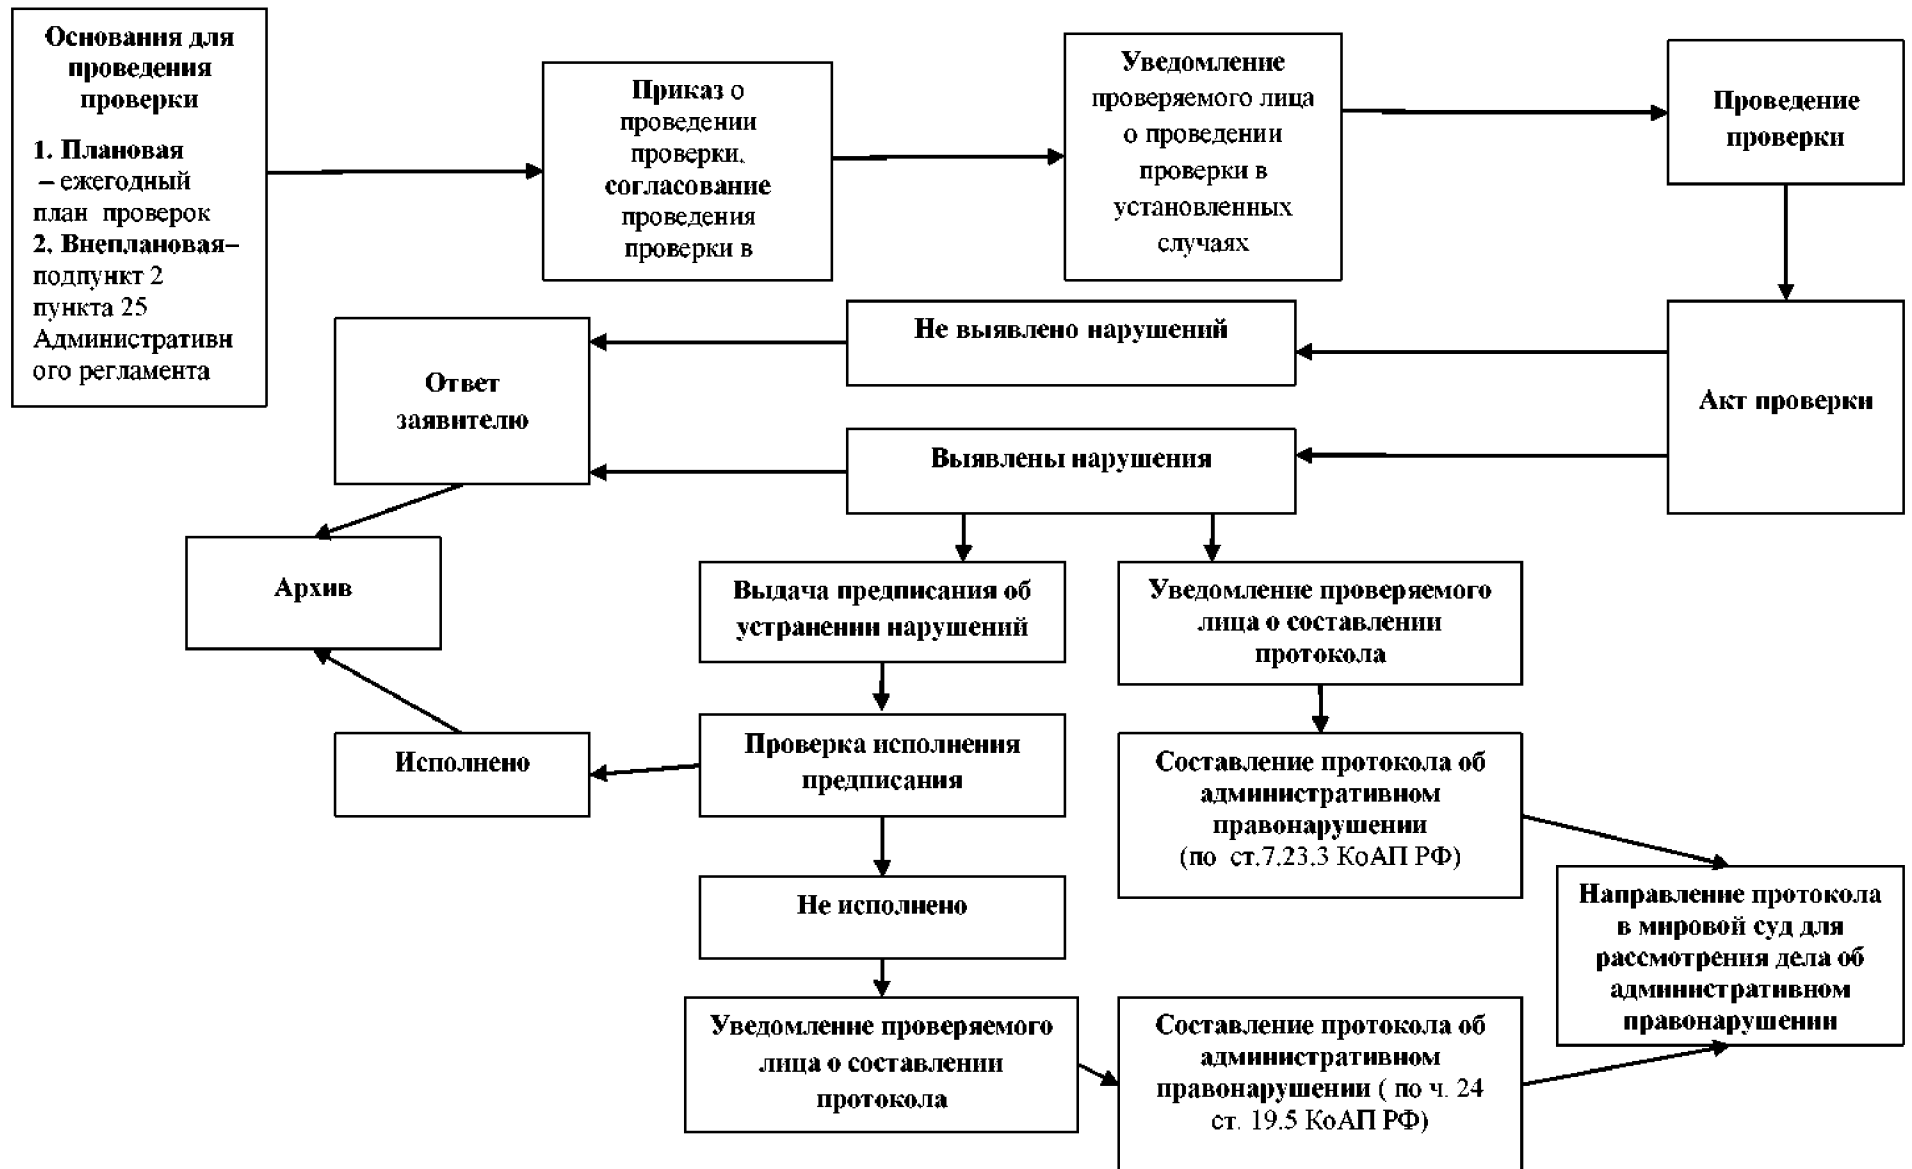 Основания для
проведения
проверки
1. Плановая
– ежегодный
план проверок
2. Внеплановая–
подпункт 2
пункта 25
Административн
ого регламента
Приказ о
проведении
проверки,
согласование
проведения
проверки в
Уведомление
проверяемого лица
о проведении
проверки в
установленных
случаях
Проведение
проверки
Не выявлено нарушений
Ответ
заявителю
Акт проверки
Выявлены нарушения
Архив
Выдача предписания об
устранении нарушений
Уведомление проверяемого
лица о составлении
протокола
Исполнено
Проверка исполнения
предписания
Составление протокола об
административном
правонарушении
(по ст.7.23.3 КоАП РФ)
Не исполнено
Направление протокола
в мировой суд для
рассмотрения дела об
административном
правонарушении
Уведомление проверяемого
лица о составлении
протокола
Составление протокола об
административном
правонарушении ( по ч. 24
ст. 19.5 КоАП РФ)